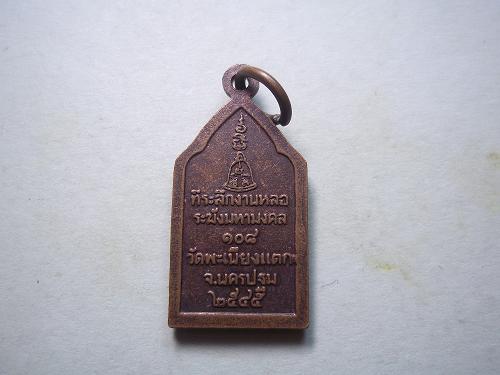 ที่ระลึกงานหล่อ
ระฆังมหามงคล
๑๐๘
วัดพะเนียงแตก
จ.นครปฐม
๒๕๔๕